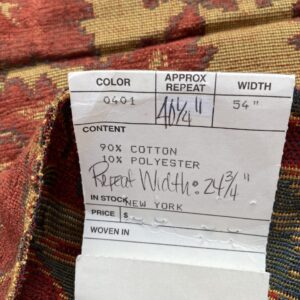 COLOR APPROX REPEAT WIDTH
0401 40¼" 54"
CONTENT
90% COTTON
10% POLYESTER
Repeat Width: 24¾"
IN STOCK NEW YORK
PRICE $
WOVEN IN